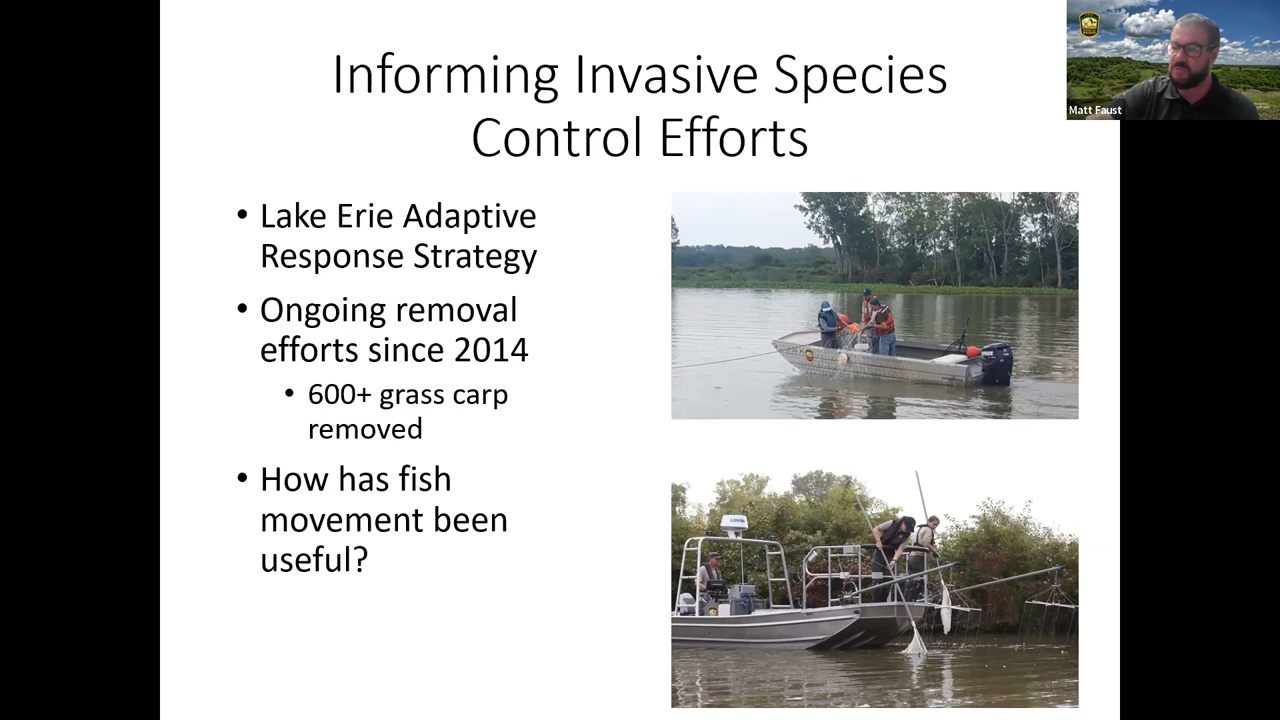 Informing Invasive Species
Control Efforts
Matt Faust
• Lake Erie Adaptive
Response Strategy
• Ongoing removal
efforts since 2014
• 600+ grass carp
removed
• How has fish
movement been
useful?